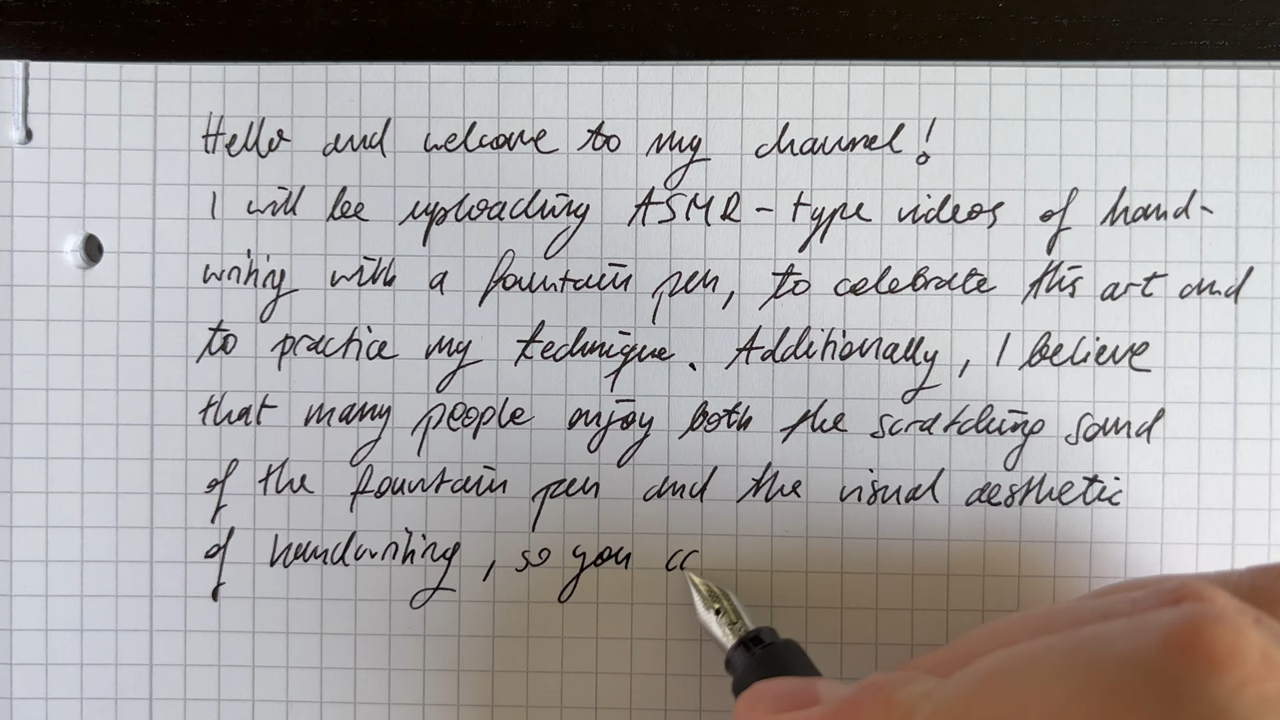 Hello and welcome to my channel!
I will be uploading ASMR-type videos of hand-
writing with a fountain pen, to celebrate this art and
to practice my technique. Additionally, I believe
that many people enjoy both the scratching sound
of the fountain pen and the visual aesthetic
of handwriting, so you